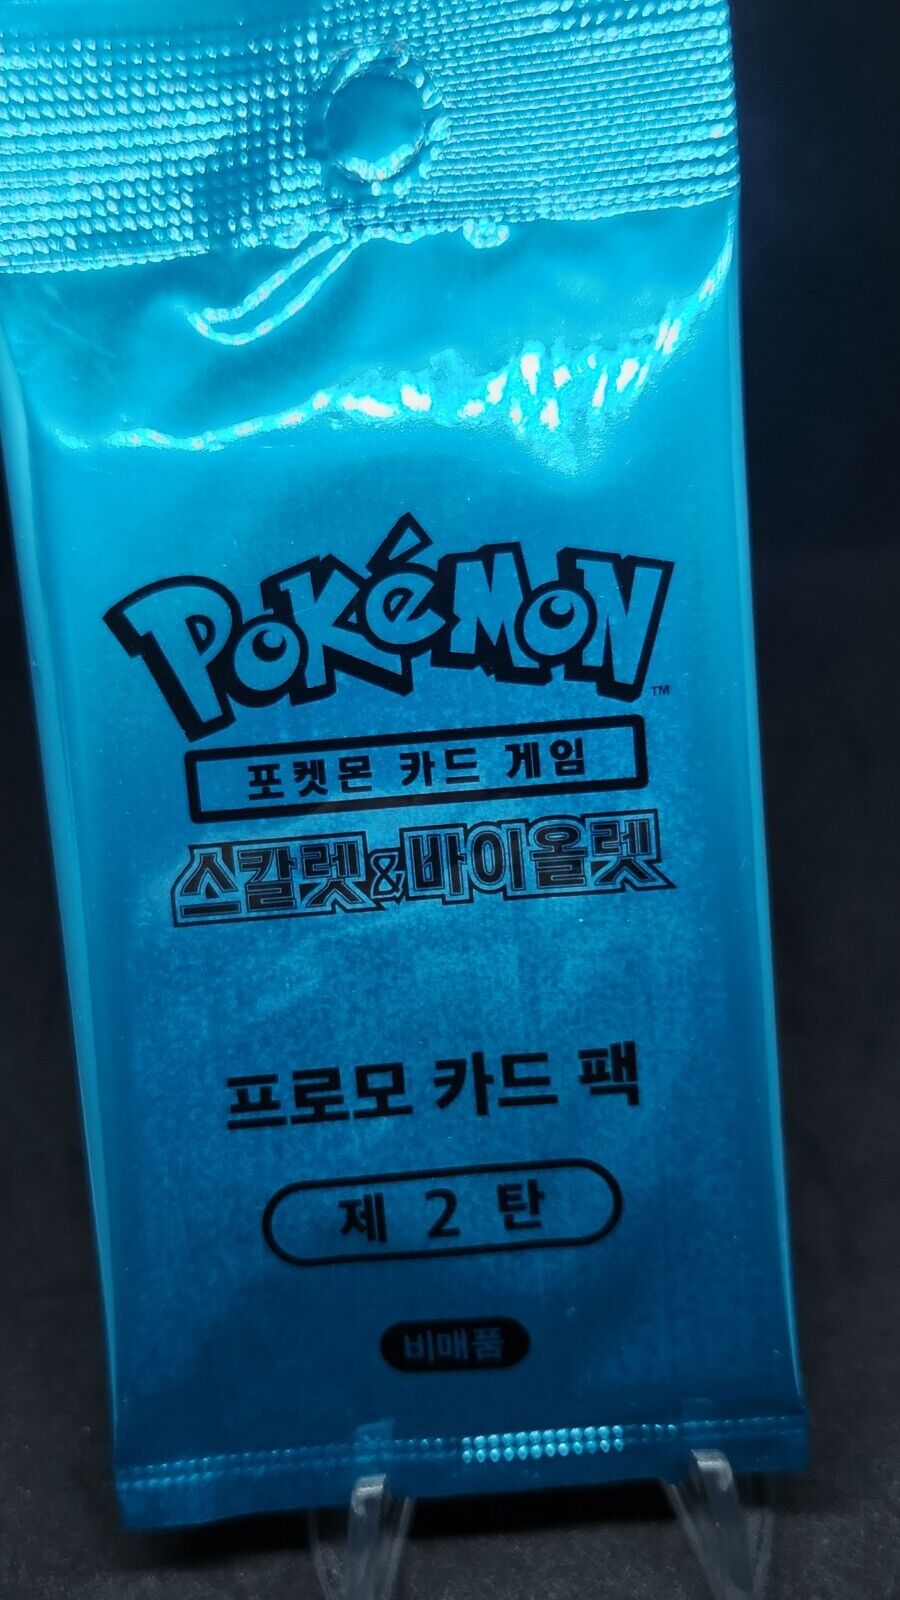 POKéMON
TM
포켓몬 카드 게임
스칼렛&바이올렛
프로모 카드 팩
제 2 탄
비매품